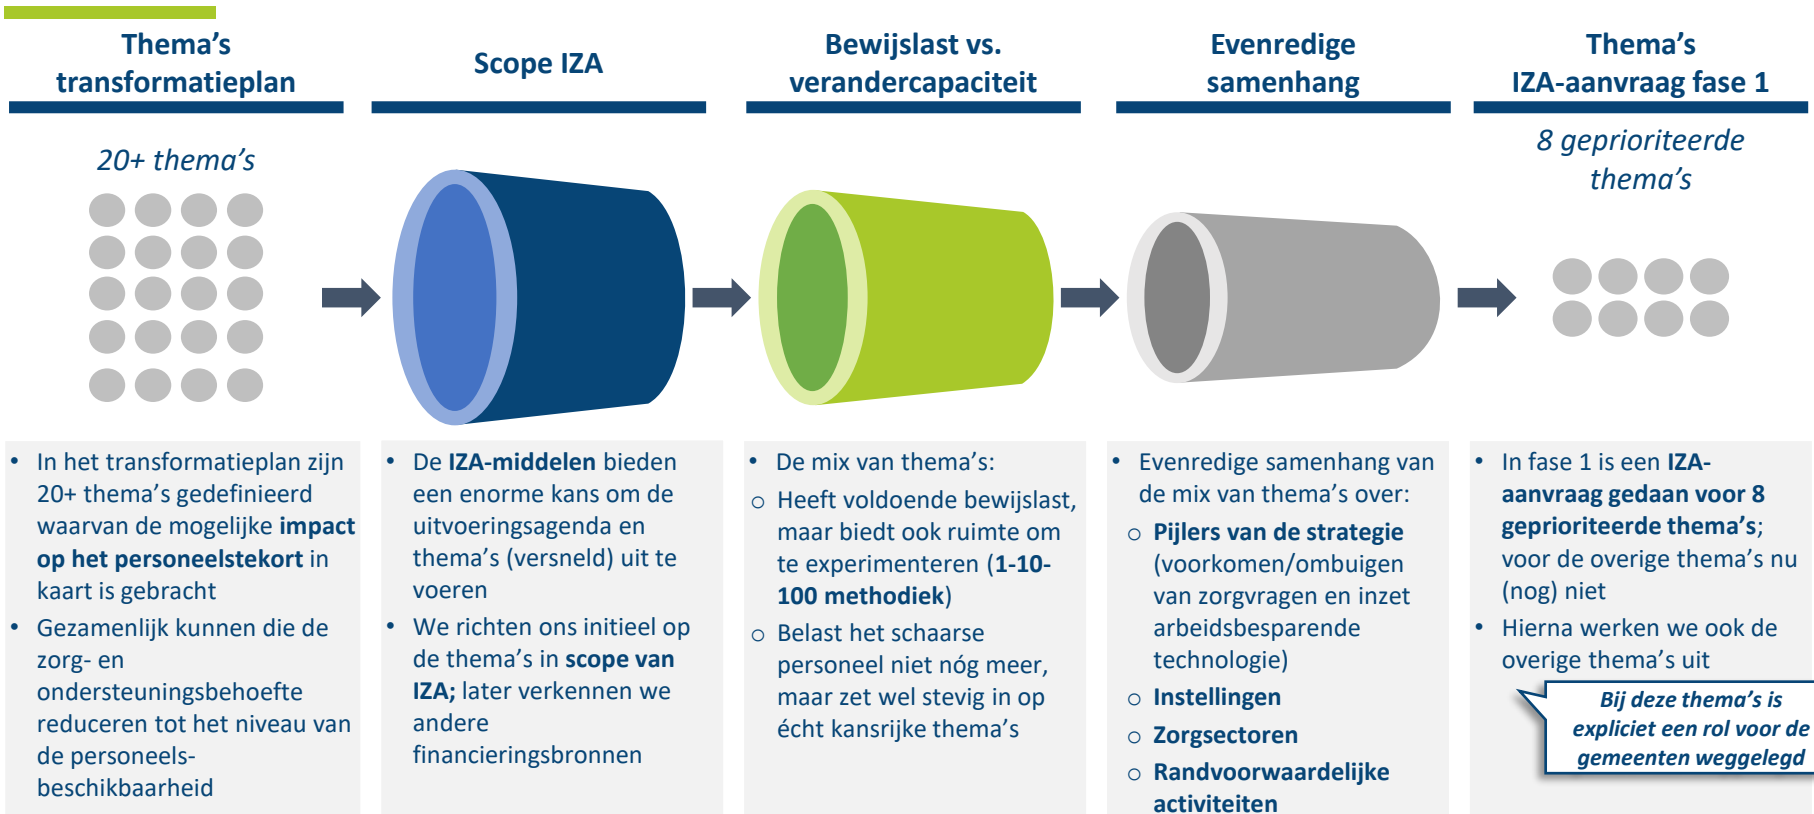 Thema's
transformatieplan
20+ thema's
• In het transformatieplan zijn
20+ thema's gedefinieerd
waarvan de mogelijke impact
op het personeelstekort in
kaart is gebracht
• Gezamenlijk kunnen die de
zorg- en
ondersteuningsbehoefte
reduceren tot het niveau van
de personeels-
beschikbaarheid
Scope IZA
• De IZA-middelen bieden
een enorme kans om de
uitvoeringsagenda en
thema's (versneld) uit te
voeren
• We richten ons initieel op
de thema's in scope van
IZA; later verkennen we
andere
financieringsbronnen
Bewijslast vs.
verandercapaciteit
• De mix van thema's:
o Heeft voldoende bewijslast,
maar biedt ook ruimte om
te experimenteren (1-10-
100 methodiek)
o Belast het schaarse
personeel niet nóg meer,
maar zet wel stevig in op
écht kansrijke thema's
Evenredige
samenhang
• Evenredige samenhang van
de mix van thema's over:
o Pijlers van de strategie
(voorkomen/ombuigen
van zorgvragen en inzet
arbeidsbesparende
technologie)
o Instellingen
o Zorgsectoren
o Randvoorwaardelijke
activiteiten
Thema's
IZA-aanvraag fase 1
8 geprioriteerde
thema's
• In fase 1 is een IZA-
aanvraag gedaan voor 8
geprioriteerde thema's;
voor de overige thema's nu
(nog) niet
• Hierna werken we ook de
overige thema's uit
Bij deze thema's is
expliciet een rol voor de
gemeenten weggelegd